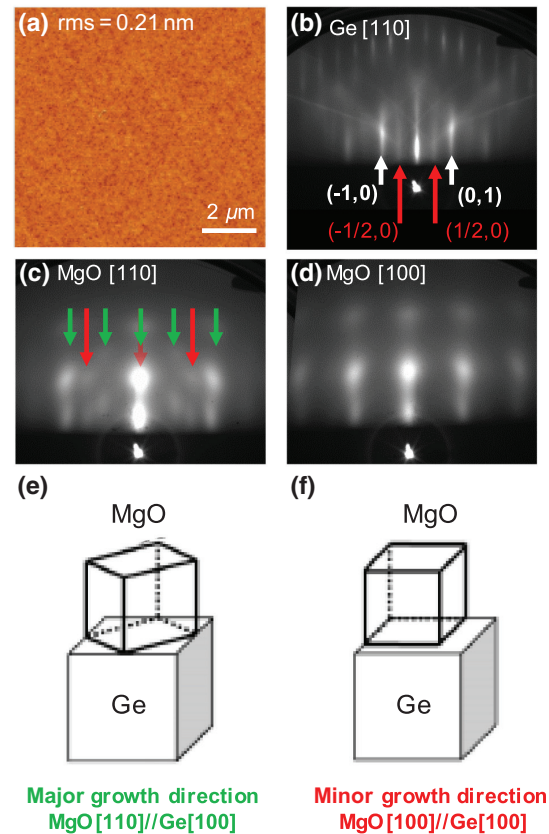 (a) rms = 0.21 nm
2 µm
(b) Ge [110]
(-1,0)
(0,1)
(-1/2,0)
(1/2,0)
(c) MgO [110]
(d) MgO [100]
(e)
MgO
Ge
Major growth direction
MgO [110]//Ge[100]
(f)
MgO
Ge
Minor growth direction
MgO [100]//Ge[100]